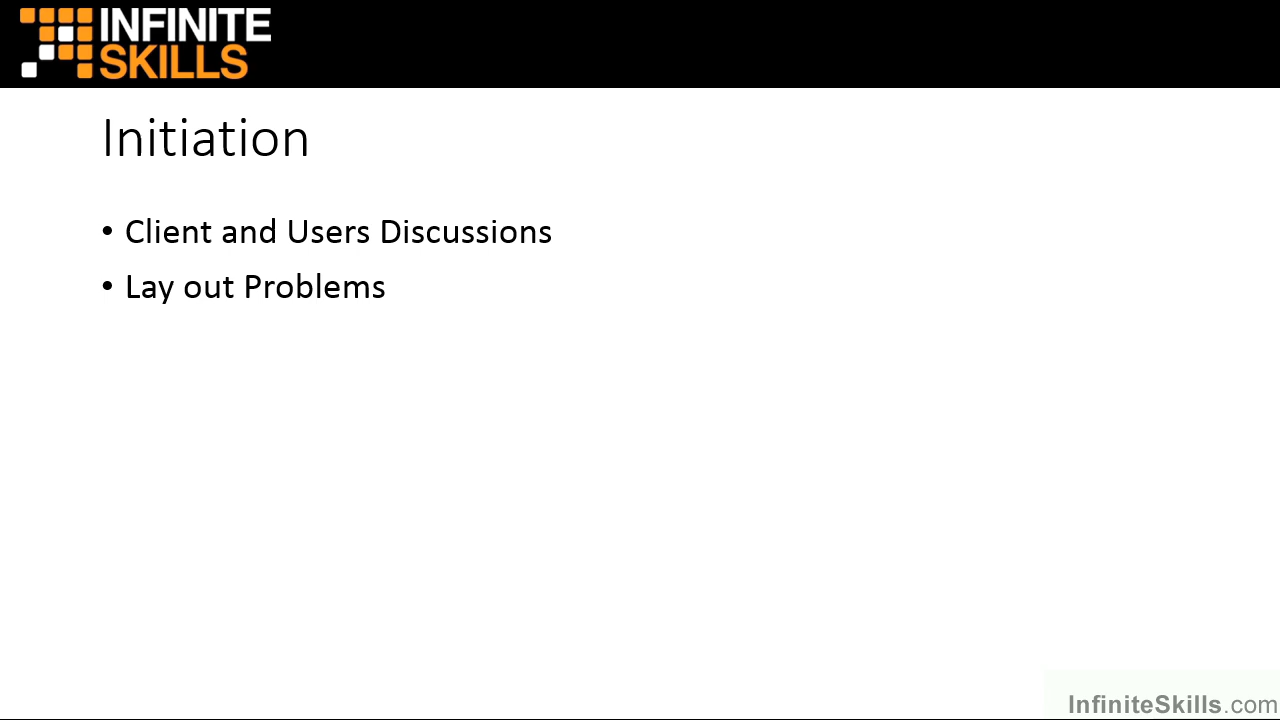 INFINITE
SKILLS
Initiation
• Client and Users Discussions
• Lay out Problems
InfiniteSkills.com